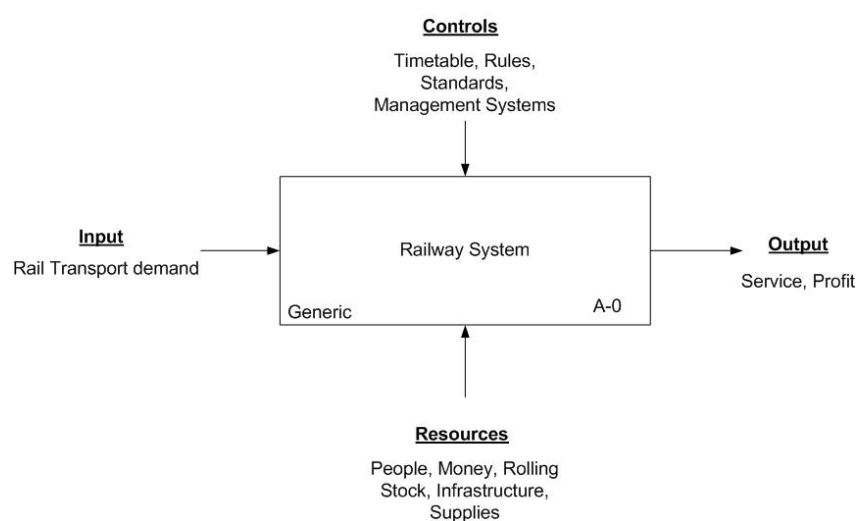 Controls
Timetable, Rules,
Standards,
Management Systems
Input
Rail Transport demand
Railway System
Generic
A-0
Output
Service, Profit
Resources
People, Money, Rolling
Stock, Infrastructure,
Supplies